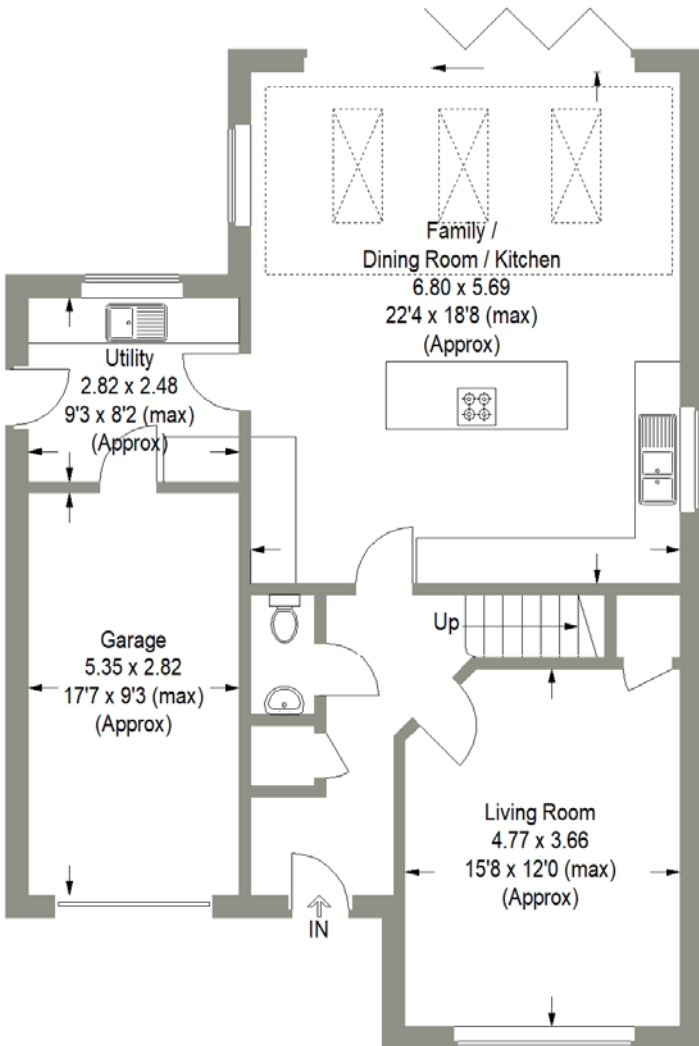 Family /
Dining Room / Kitchen
6.80 x 5.69
22'4 x 18'8 (max)
(Approx)
Utility
2.82 x 2.48
9'3 x 8'2 (max)
(Approx)
Up
Garage
5.35 x 2.82
17'7 x 9'3 (max)
(Approx)
Living Room
4.77 x 3.66
15'8 x 12'0 (max)
(Approx)
IN